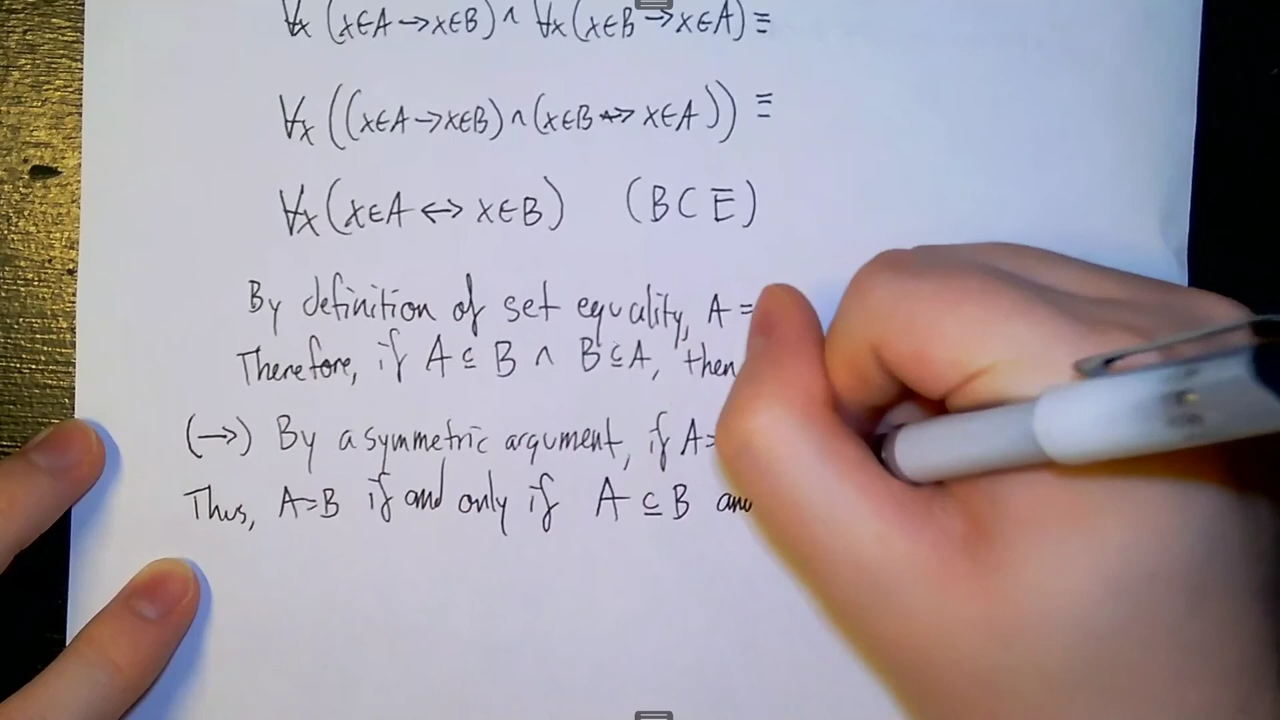 ∀x (x∈A→x∈B) ∧ ∀x(x∈B→x∈A) ≡
∀x((x∈A→x∈B)∧(x∈B→x∈A)) ≡
∀x(x∈A↔x∈B) (BCE)
By definition of set equality, A =
Therefore, if A⊆B ∧ B⊆A, then
(→) By a symmetric argument, if A=
Thus, A=B if and only if A⊆B